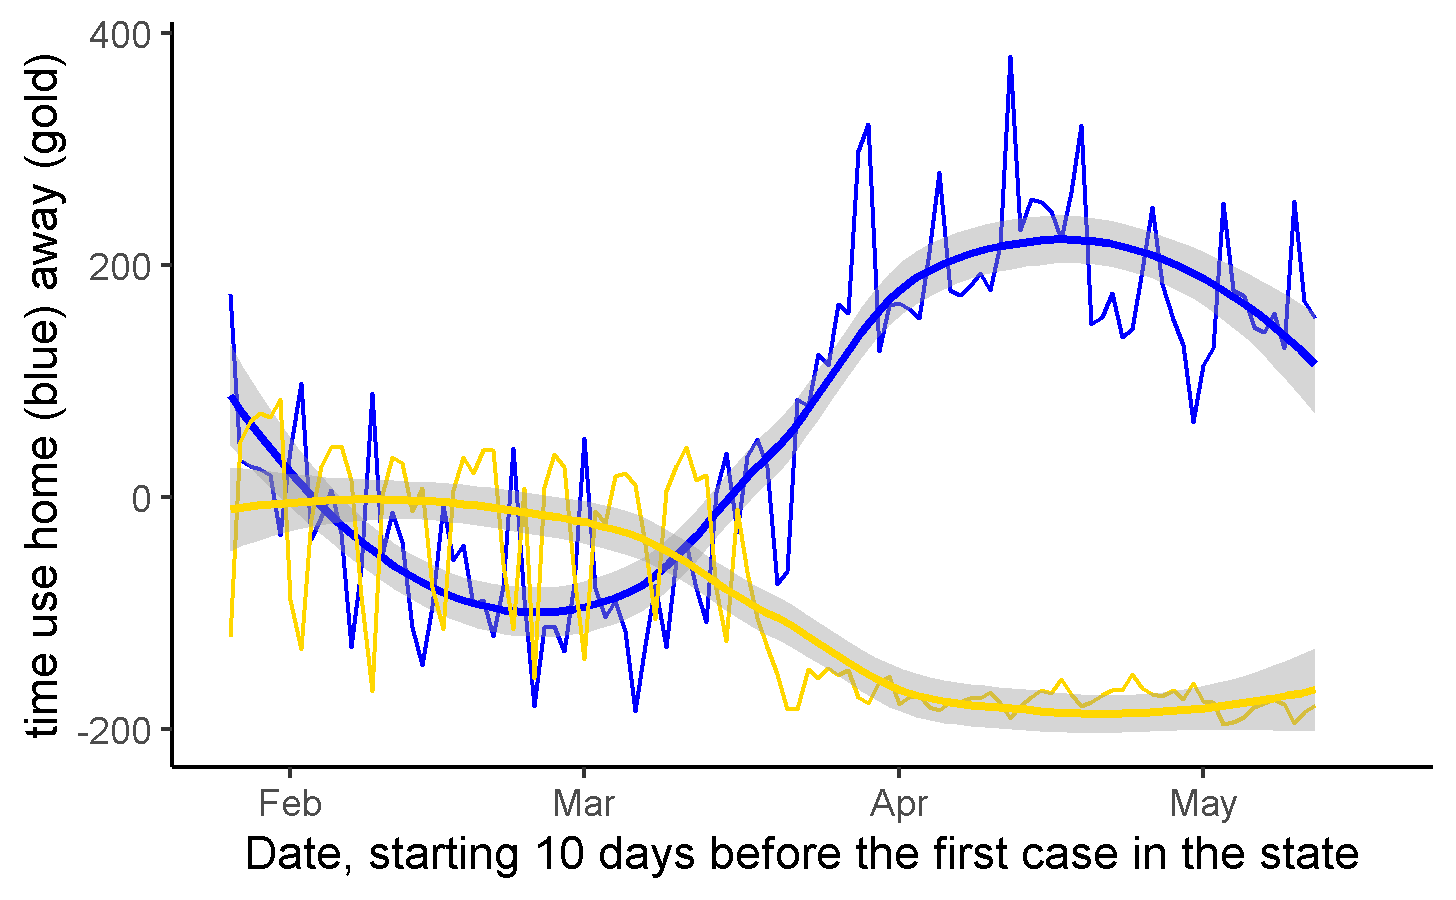 time use home (blue) away (gold)
400
200
0
-200
Feb
Mar
Apr
May
Date, starting 10 days before the first case in the state